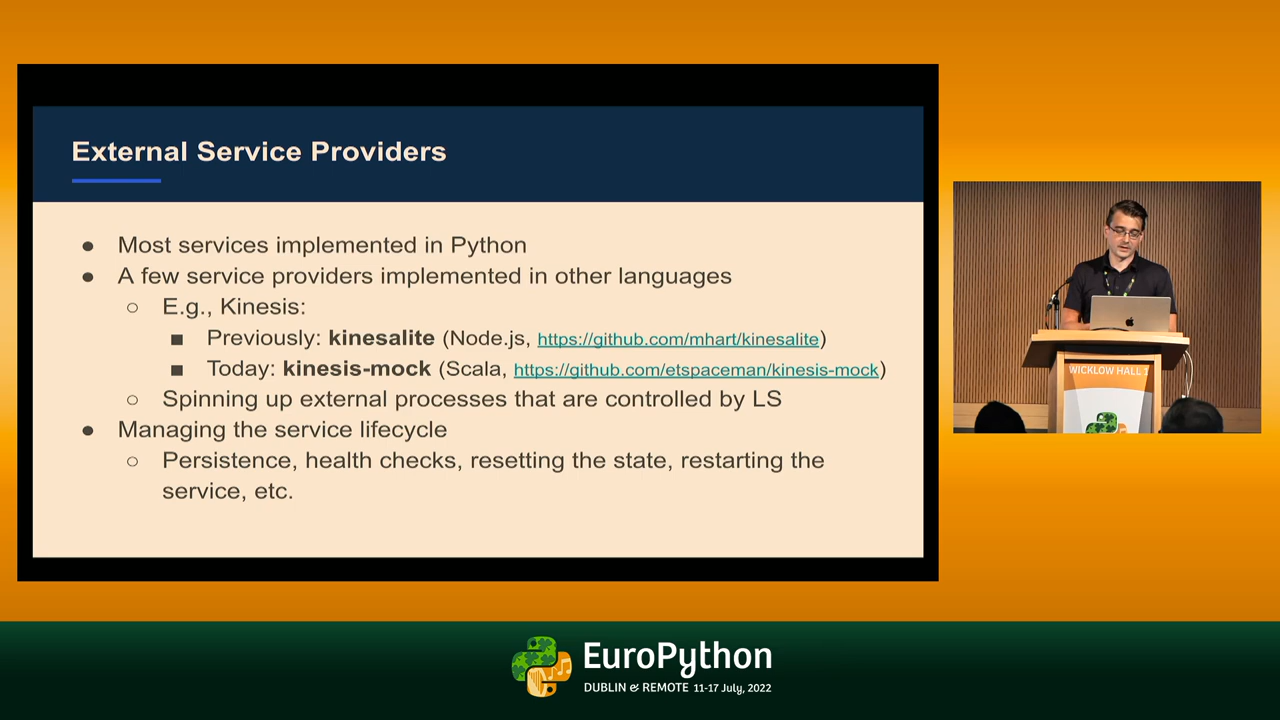 External Service Providers
● Most services implemented in Python
● A few service providers implemented in other languages
○ E.g., Kinesis:
■ Previously: kinesalite (Node.js, https://github.com/mhart/kinesalite)
■ Today: kinesis-mock (Scala, https://github.com/etspaceman/kinesis-mock)
○ Spinning up external processes that are controlled by LS
● Managing the service lifecycle
○ Persistence, health checks, resetting the state, restarting the
service, etc.
WICKLOW HALL 1
EuroPython
DUBLIN & REMOTE 11-17 July, 2022